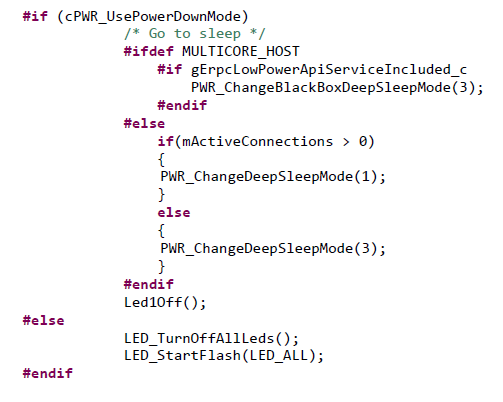 #if (cPWR_UsePowerDownMode)
/* Go to sleep */
#ifdef MULTICORE_HOST
#if gErpcLowPowerApiServiceIncluded_c
PWR_ChangeBlackBoxDeepSleepMode(3);
#endif
#else
if(mActiveConnections > 0)
{
PWR_ChangeDeepSleepMode(1);
}
else
{
PWR_ChangeDeepSleepMode(3);
}
#endif
Led1Off();
#else
LED_TurnOffAllLeds();
LED_StartFlash(LED_ALL);
#endif